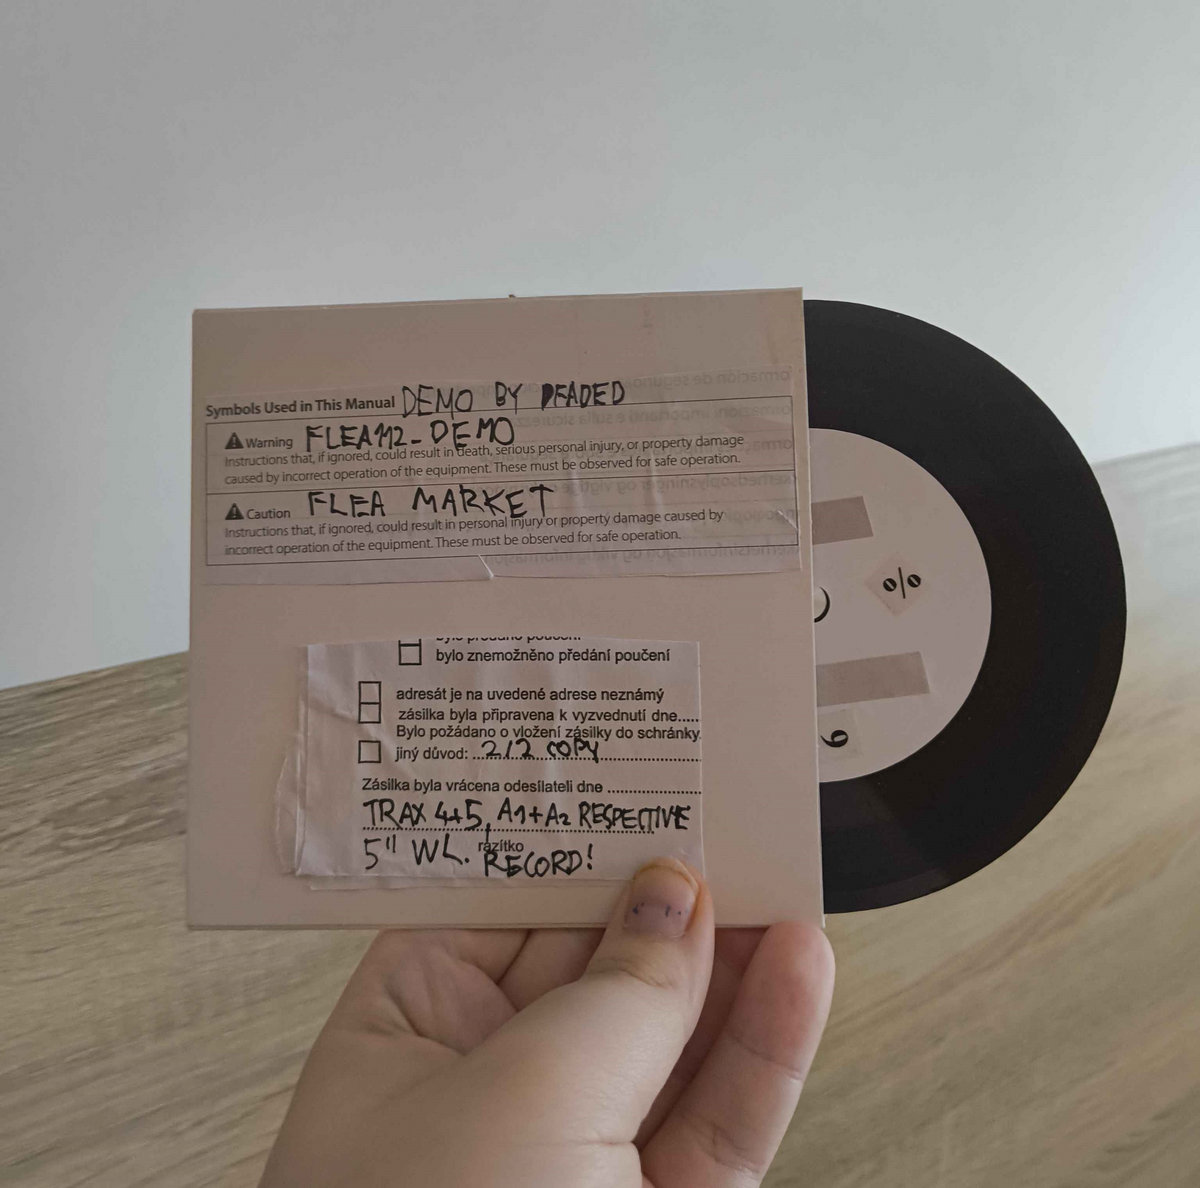 Symbols Used in This Manual DEMO BY DEADED
Warning FLEA112-DEMO
Instructions that, if ignored, could result in death, serious personal injury, or property damage
caused by incorrect operation of the equipment. These must be observed for safe operation.
Caution FLEA MARKET
Instructions that, if ignored, could result in personal injury or property damage caused by
incorrect operation of the equipment. These must be observed for safe operation.
%
bylo znemožněno předání poučení
adresát je na uvedené adrese neznámý
zásilka byla připravena k vyzvednutí dne.....
Bylo požádáno o vložení zásilky do schránky
jiný důvod: ...2/2 COPY......................
Zásilka byla vrácena odesílateli dne ....................
TRAX 4+5, A1+A2 RESPECTIVE
5" WL. razítko
RECORD!